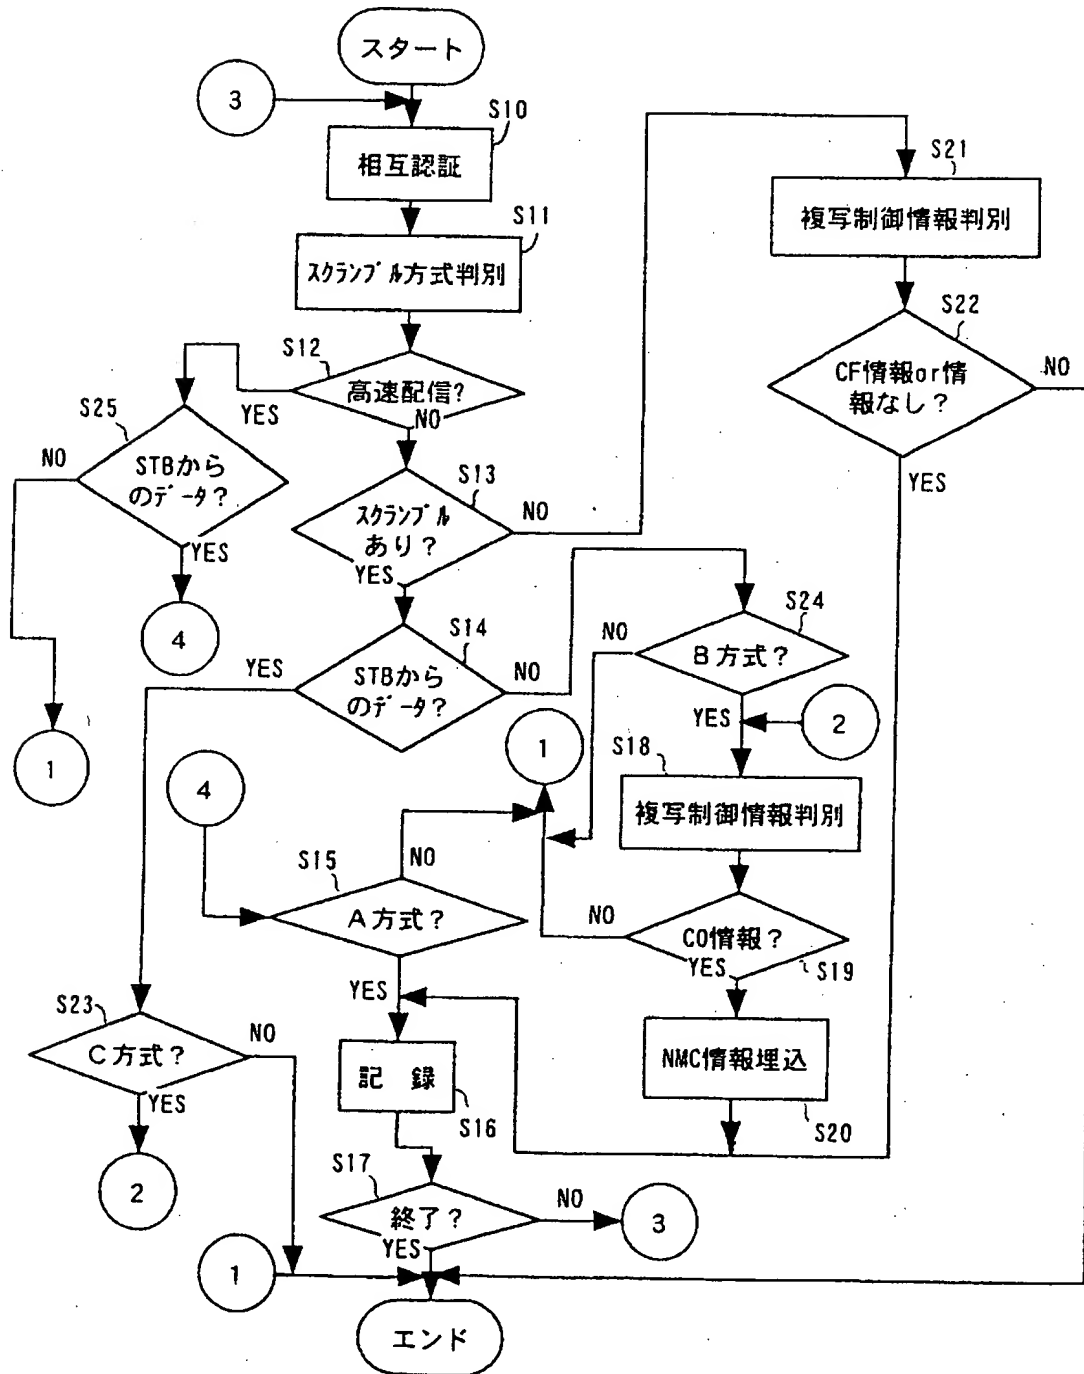 スタート
3
S10
相互認証
S21
複写制御情報判別
S11
スクランブル方式判別
S22
CF情報or情
報なし?
NO
YES
S12
高速配信?
YES
NO
S25
STBから
のデータ?
NO
YES
S13
スクランブル
あり?
NO
YES
4
S14
STBから
のデータ?
YES
NO
S24
B方式?
NO
YES
2
1
1
4
S18
複写制御情報判別
S15
A方式?
NO
YES
CO情報?
NO
YES
S19
S23
C方式?
NO
YES
記 録
S16
NMC情報埋込
S20
2
S17
終了?
NO
YES
3
1
エンド